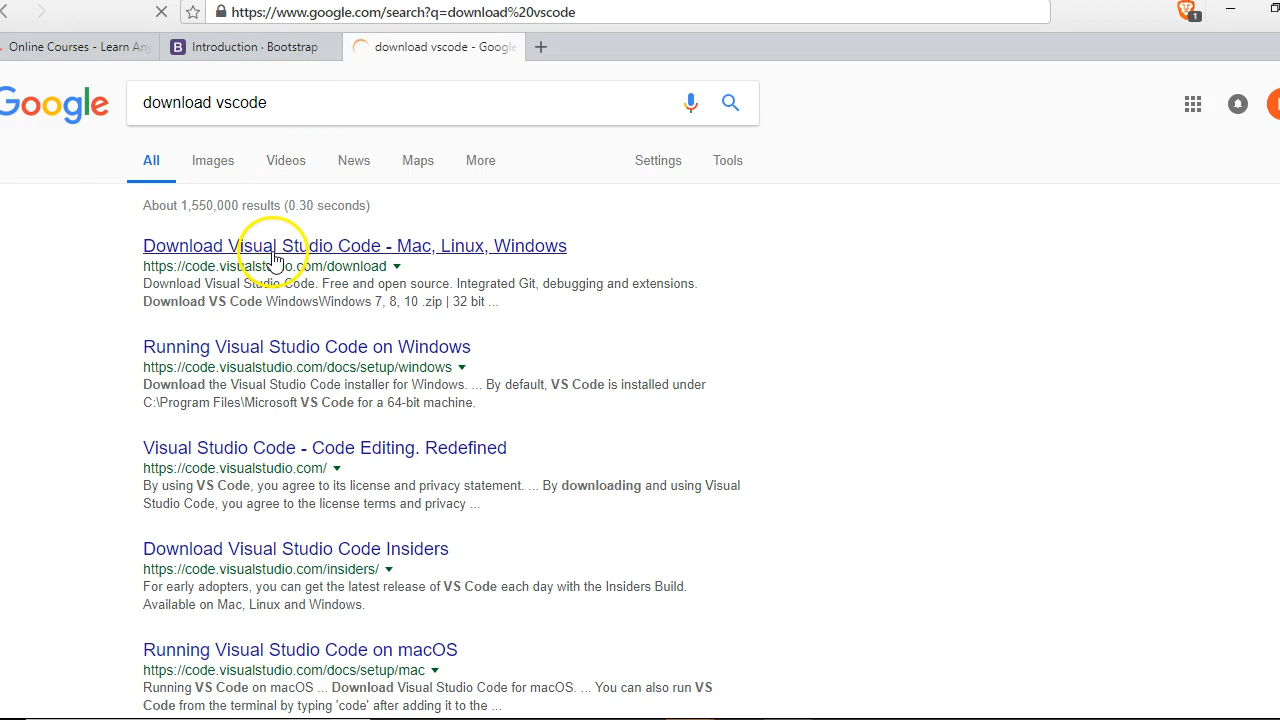 https://www.google.com/search?q=download%20vscode
1
Online Courses - Learn Any
B Introduction · Bootstrap
download vscode - Google
Google
download vscode
All Images Videos News Maps More Settings Tools
About 1,550,000 results (0.30 seconds)
Download Visual Studio Code - Mac, Linux, Windows
https://code.visualstudio.com/download
Download Visual Studio Code. Free and open source. Integrated Git, debugging and extensions.
Download VS Code WindowsWindows 7, 8, 10 .zip | 32 bit ...
Running Visual Studio Code on Windows
https://code.visualstudio.com/docs/setup/windows
Download the Visual Studio Code installer for Windows. ... By default, VS Code is installed under
C:\Program Files\Microsoft VS Code for a 64-bit machine.
Visual Studio Code - Code Editing. Redefined
https://code.visualstudio.com/
By using VS Code, you agree to its license and privacy statement. ... By downloading and using Visual
Studio Code, you agree to the license terms and privacy ...
Download Visual Studio Code Insiders
https://code.visualstudio.com/insiders/
For early adopters, you can get the latest release of VS Code each day with the Insiders Build.
Available on Mac, Linux and Windows.
Running Visual Studio Code on macOS
https://code.visualstudio.com/docs/setup/mac
Running VS Code on macOS ... Download Visual Studio Code for macOS. ... You can also run VS
Code from the terminal by typing 'code' after adding it to the ...